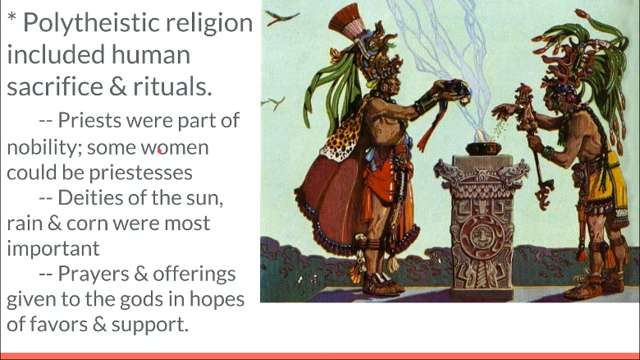 * Polytheistic religion
included human
sacrifice & rituals.
-- Priests were part of
nobility; some women
could be priestesses
-- Deities of the sun,
rain & corn were most
important
-- Prayers & offerings
given to the gods in hopes
of favors & support.